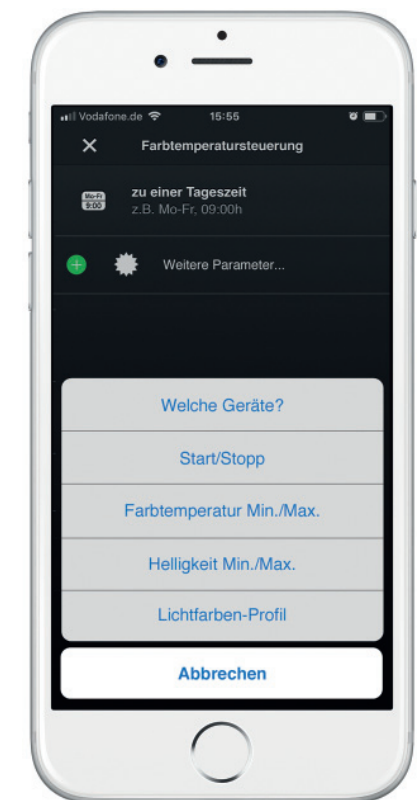 Vodafone.de 15:55
Farbtemperatursteuerung
Mo-Fr
9:00
zu einer Tageszeit
z.B. Mo-Fr, 09:00h
Weitere Parameter...
Welche Geräte?
Start/Stopp
Farbtemperatur Min./Max.
Helligkeit Min./Max.
Lichtfarben-Profil
Abbrechen